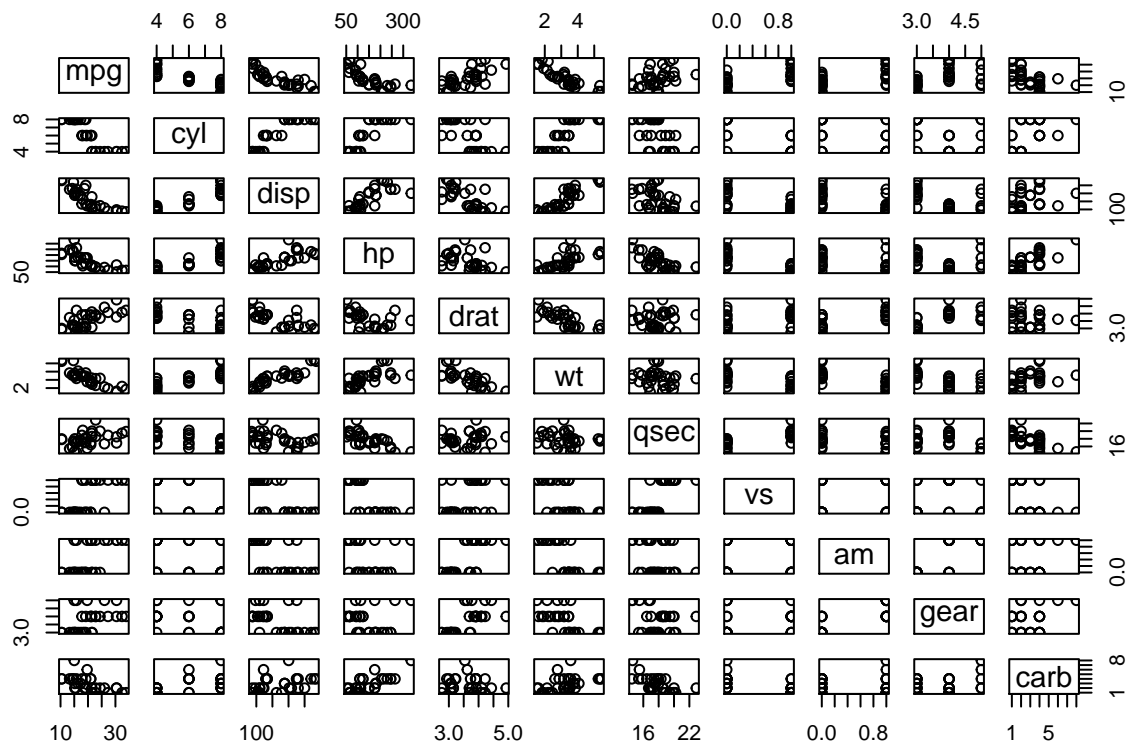 4 6 8 50 300 2 4 0.0 1.0 3.0 4.5
mpg 10
8 4 cyl
disp 100
50 hp
drat 3.0
2 wt
qsec 16
0.0 vs
am 0.0
3.0 gear
carb 1 8
10 30 100 3.0 5.0 16 22 0.0 0.8 1 5